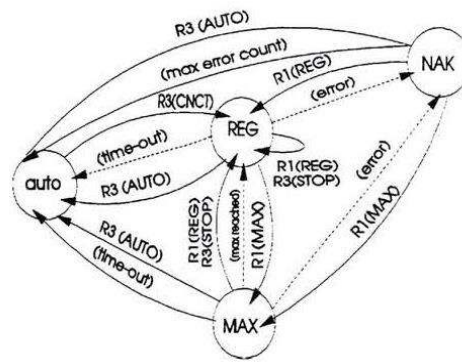 R3 (AUTO)
(max error count)
R1(REG)
NAK
R3(CNCT)
(error)
REG
(time-out)
auto
R1(REG)
R3(STOP)
R3 (AUTO)
(error)
R1(REG)
R3(STOP)
(max reached)
R1(MAX)
R1(MAX)
R3 (AUTO)
(time-out)
MAX